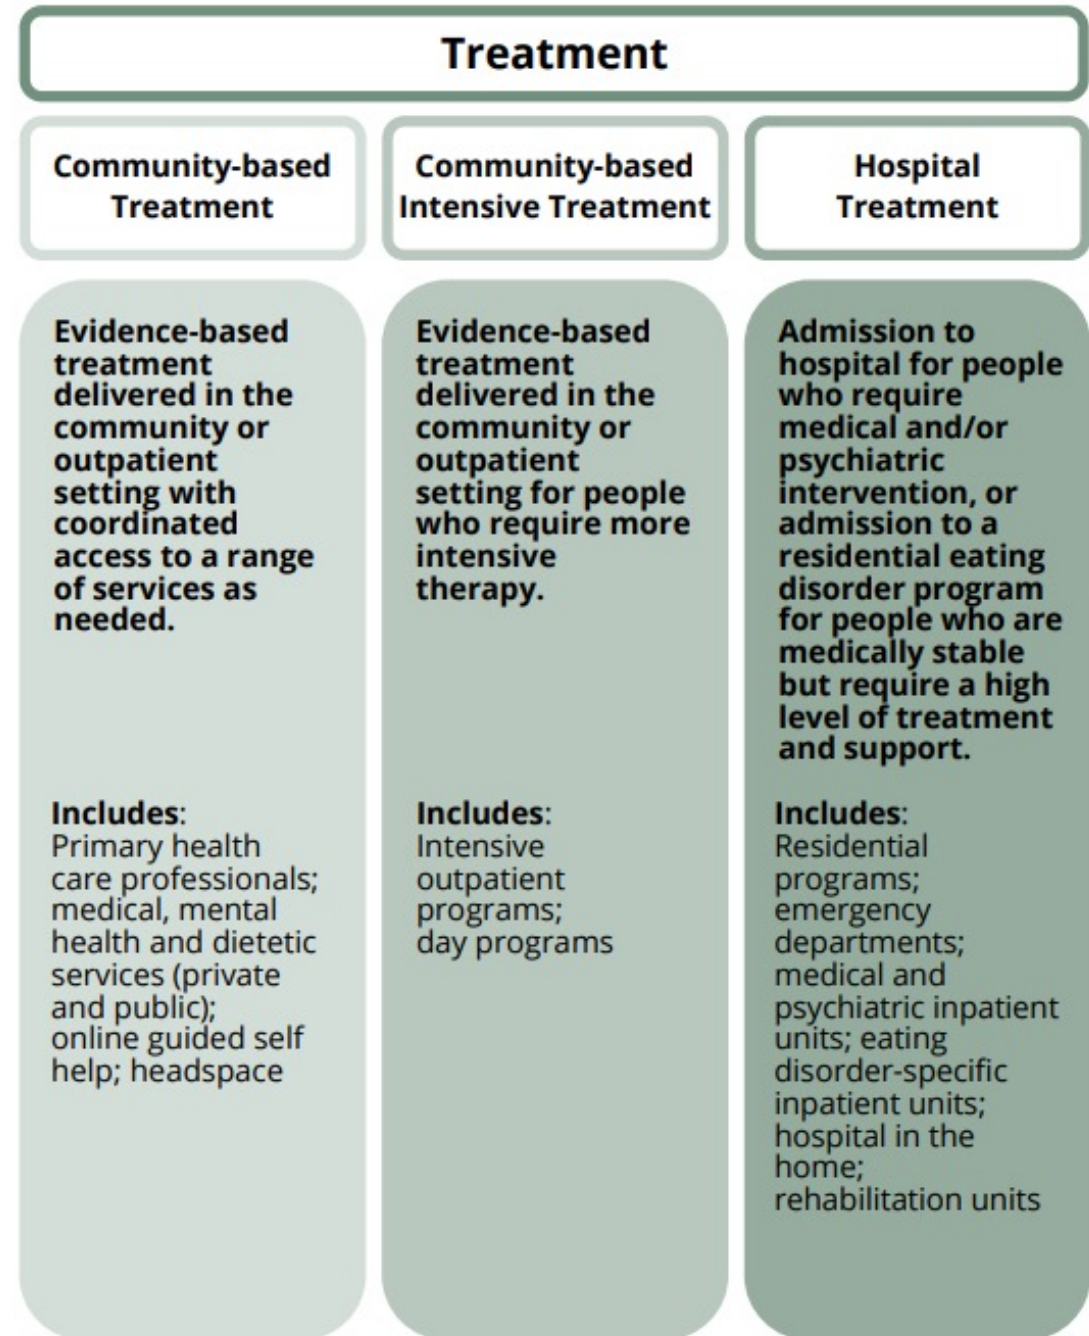 Treatment
Community-based
Treatment
Community-based
Intensive Treatment
Hospital
Treatment
Evidence-based
treatment
delivered in the
community or
outpatient
setting with
coordinated
access to a range
of services as
needed.
Includes:
Primary health
care professionals;
medical, mental
health and dietetic
services (private
and public);
online guided self
help; headspace
Evidence-based
treatment
delivered in the
community or
outpatient
setting for people
who require more
intensive
therapy.
Includes:
Intensive
outpatient
programs;
day programs
Admission to
hospital for people
who require
medical and/or
psychiatric
intervention, or
admission to a
residential eating
disorder program
for people who are
medically stable
but require a high
level of treatment
and support.
Includes:
Residential
programs;
emergency
departments;
medical and
psychiatric inpatient
units; eating
disorder-specific
inpatient units;
hospital in the
home;
rehabilitation units